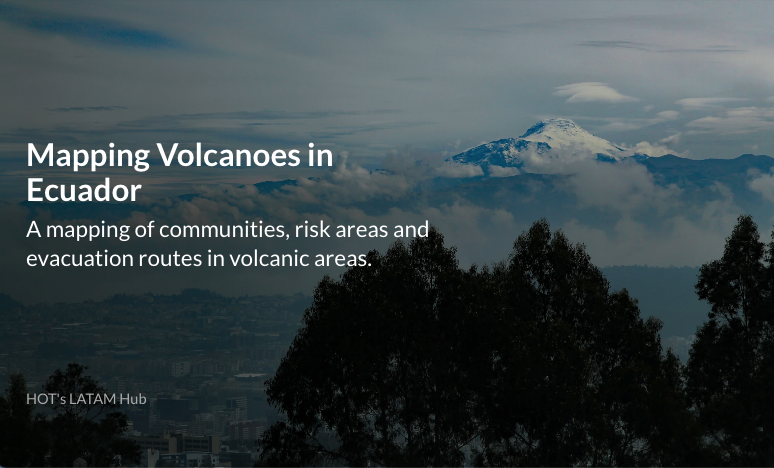 Mapping Volcanoes in
Ecuador
A mapping of communities, risk areas and
evacuation routes in volcanic areas.
HOT's LATAM Hub